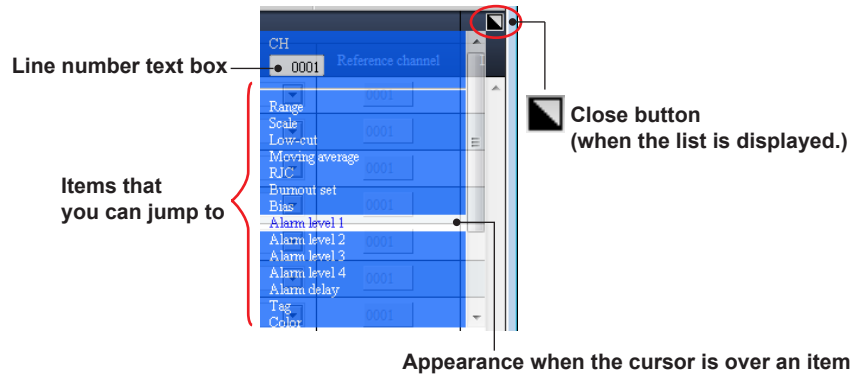 CH
Line number text box
0001
Reference channel
0001
Range
Scale
0001
Low-cut
Moving average
0001
RJC
Burnout set
Bias
0001
Items that
you can jump to
Alarm level 1
Alarm level 2
0001
Alarm level 3
Alarm level 4
0001
Alarm delay
Tag
0001
Color
Close button
(when the list is displayed.)
Appearance when the cursor is over an item